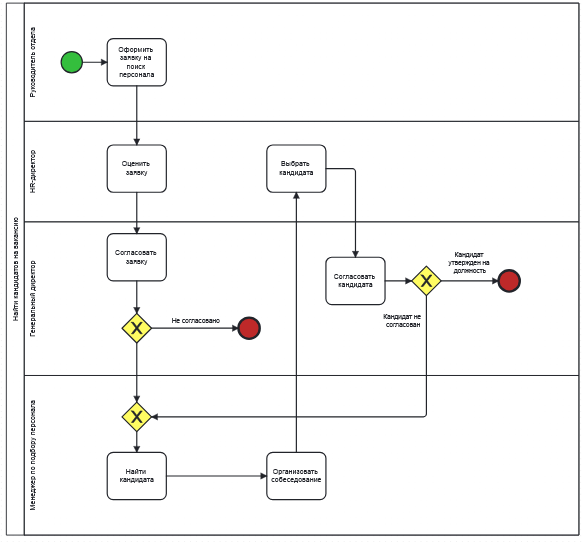 Найти кандидатов на вакансию
Руководитель отдела
Оформить
заявку на
поиск
персонала
HR-директор
Оценить
заявку
Выбрать
кандидата
Генеральный директор
Согласовать
заявку
Не согласовано
Согласовать
кандидата
Кандидат
утвержден на
должность
Кандидат не
согласован
Менеджер по подбору персонала
Найти
кандидата
Организовать
собеседование